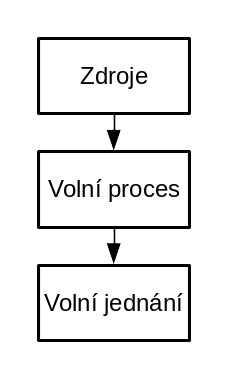 Zdroje
Volní proces
Volní jednání